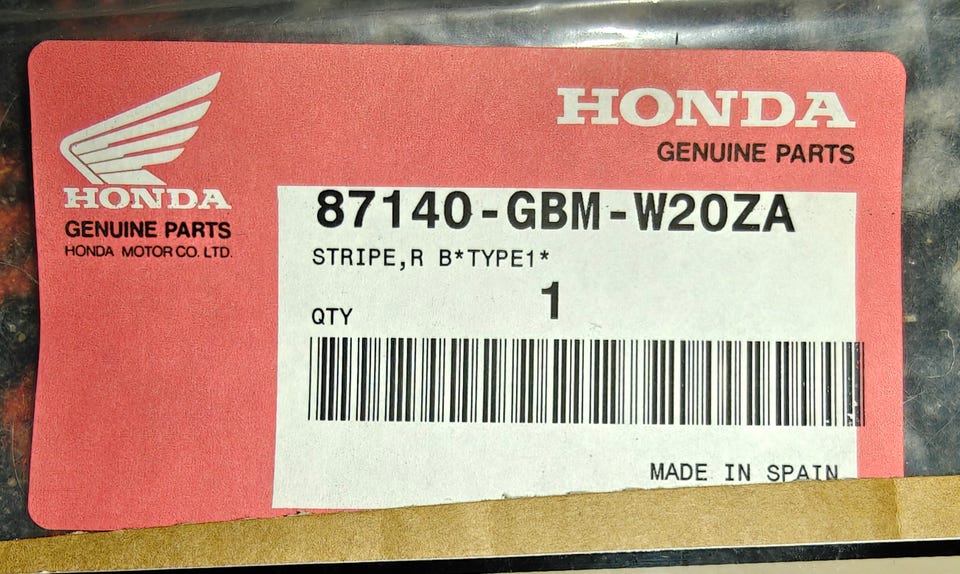 HONDA
GENUINE PARTS
HONDA MOTOR CO. LTD.
HONDA
GENUINE PARTS
87140-GBM-W20ZA
STRIPE,R B*TYPE1*
QTY 1
MADE IN SPAIN